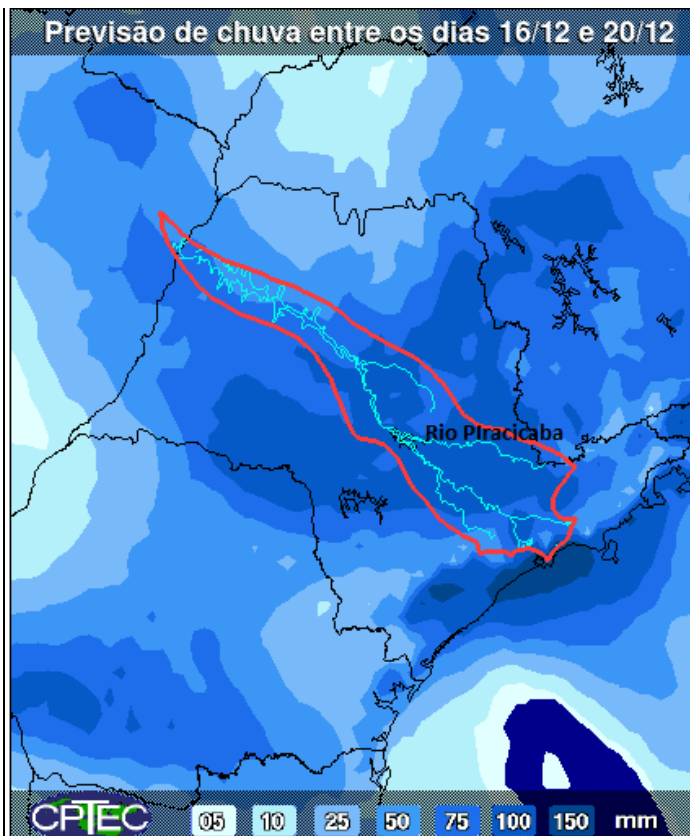 Previsão de chuva entre os dias 16/12 e 20/12
Rio PIracicaba
CPTEC 05 10 25 50 75 100 150 mm